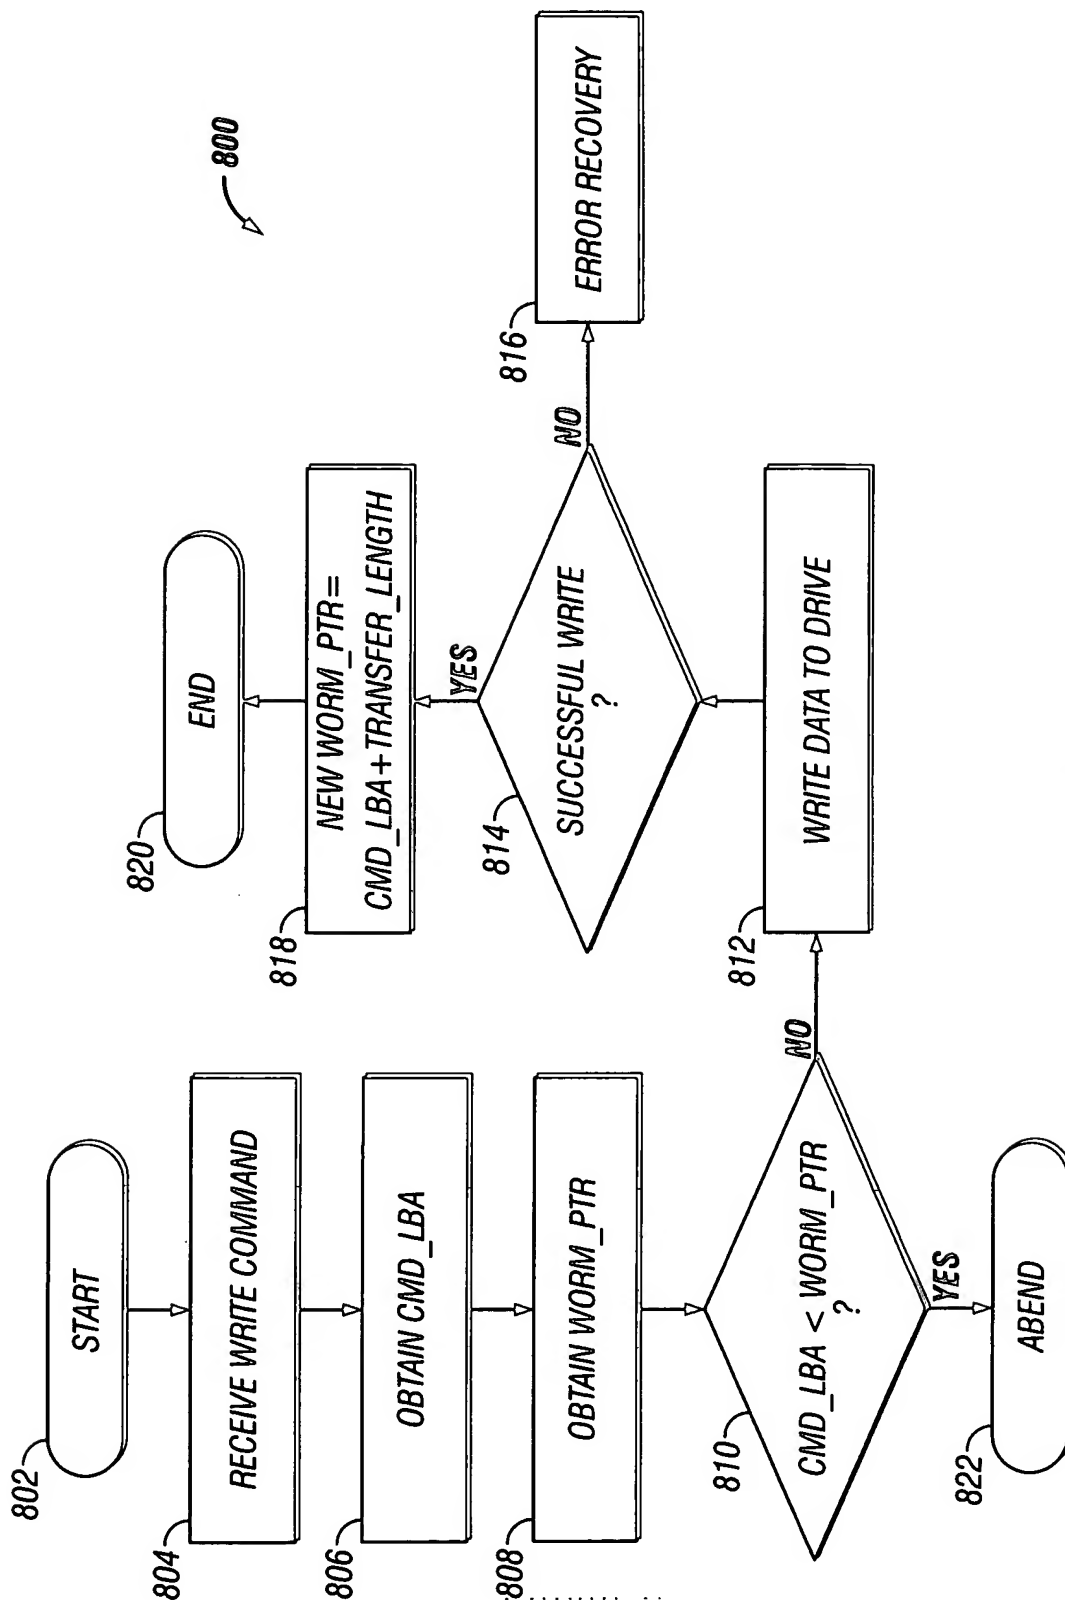 800
802
START
804
RECEIVE WRITE COMMAND
806
OBTAIN CMD_LBA
808
OBTAIN WORM_PTR
810
CMD_LBA < WORM_PTR
?
YES
NO
822
ABEND
812
WRITE DATA TO DRIVE
814
SUCCESSFUL WRITE
?
NO
YES
816
ERROR RECOVERY
818
NEW WORM_PTR=
CMD_LBA+TRANSFER_LENGTH
820
END